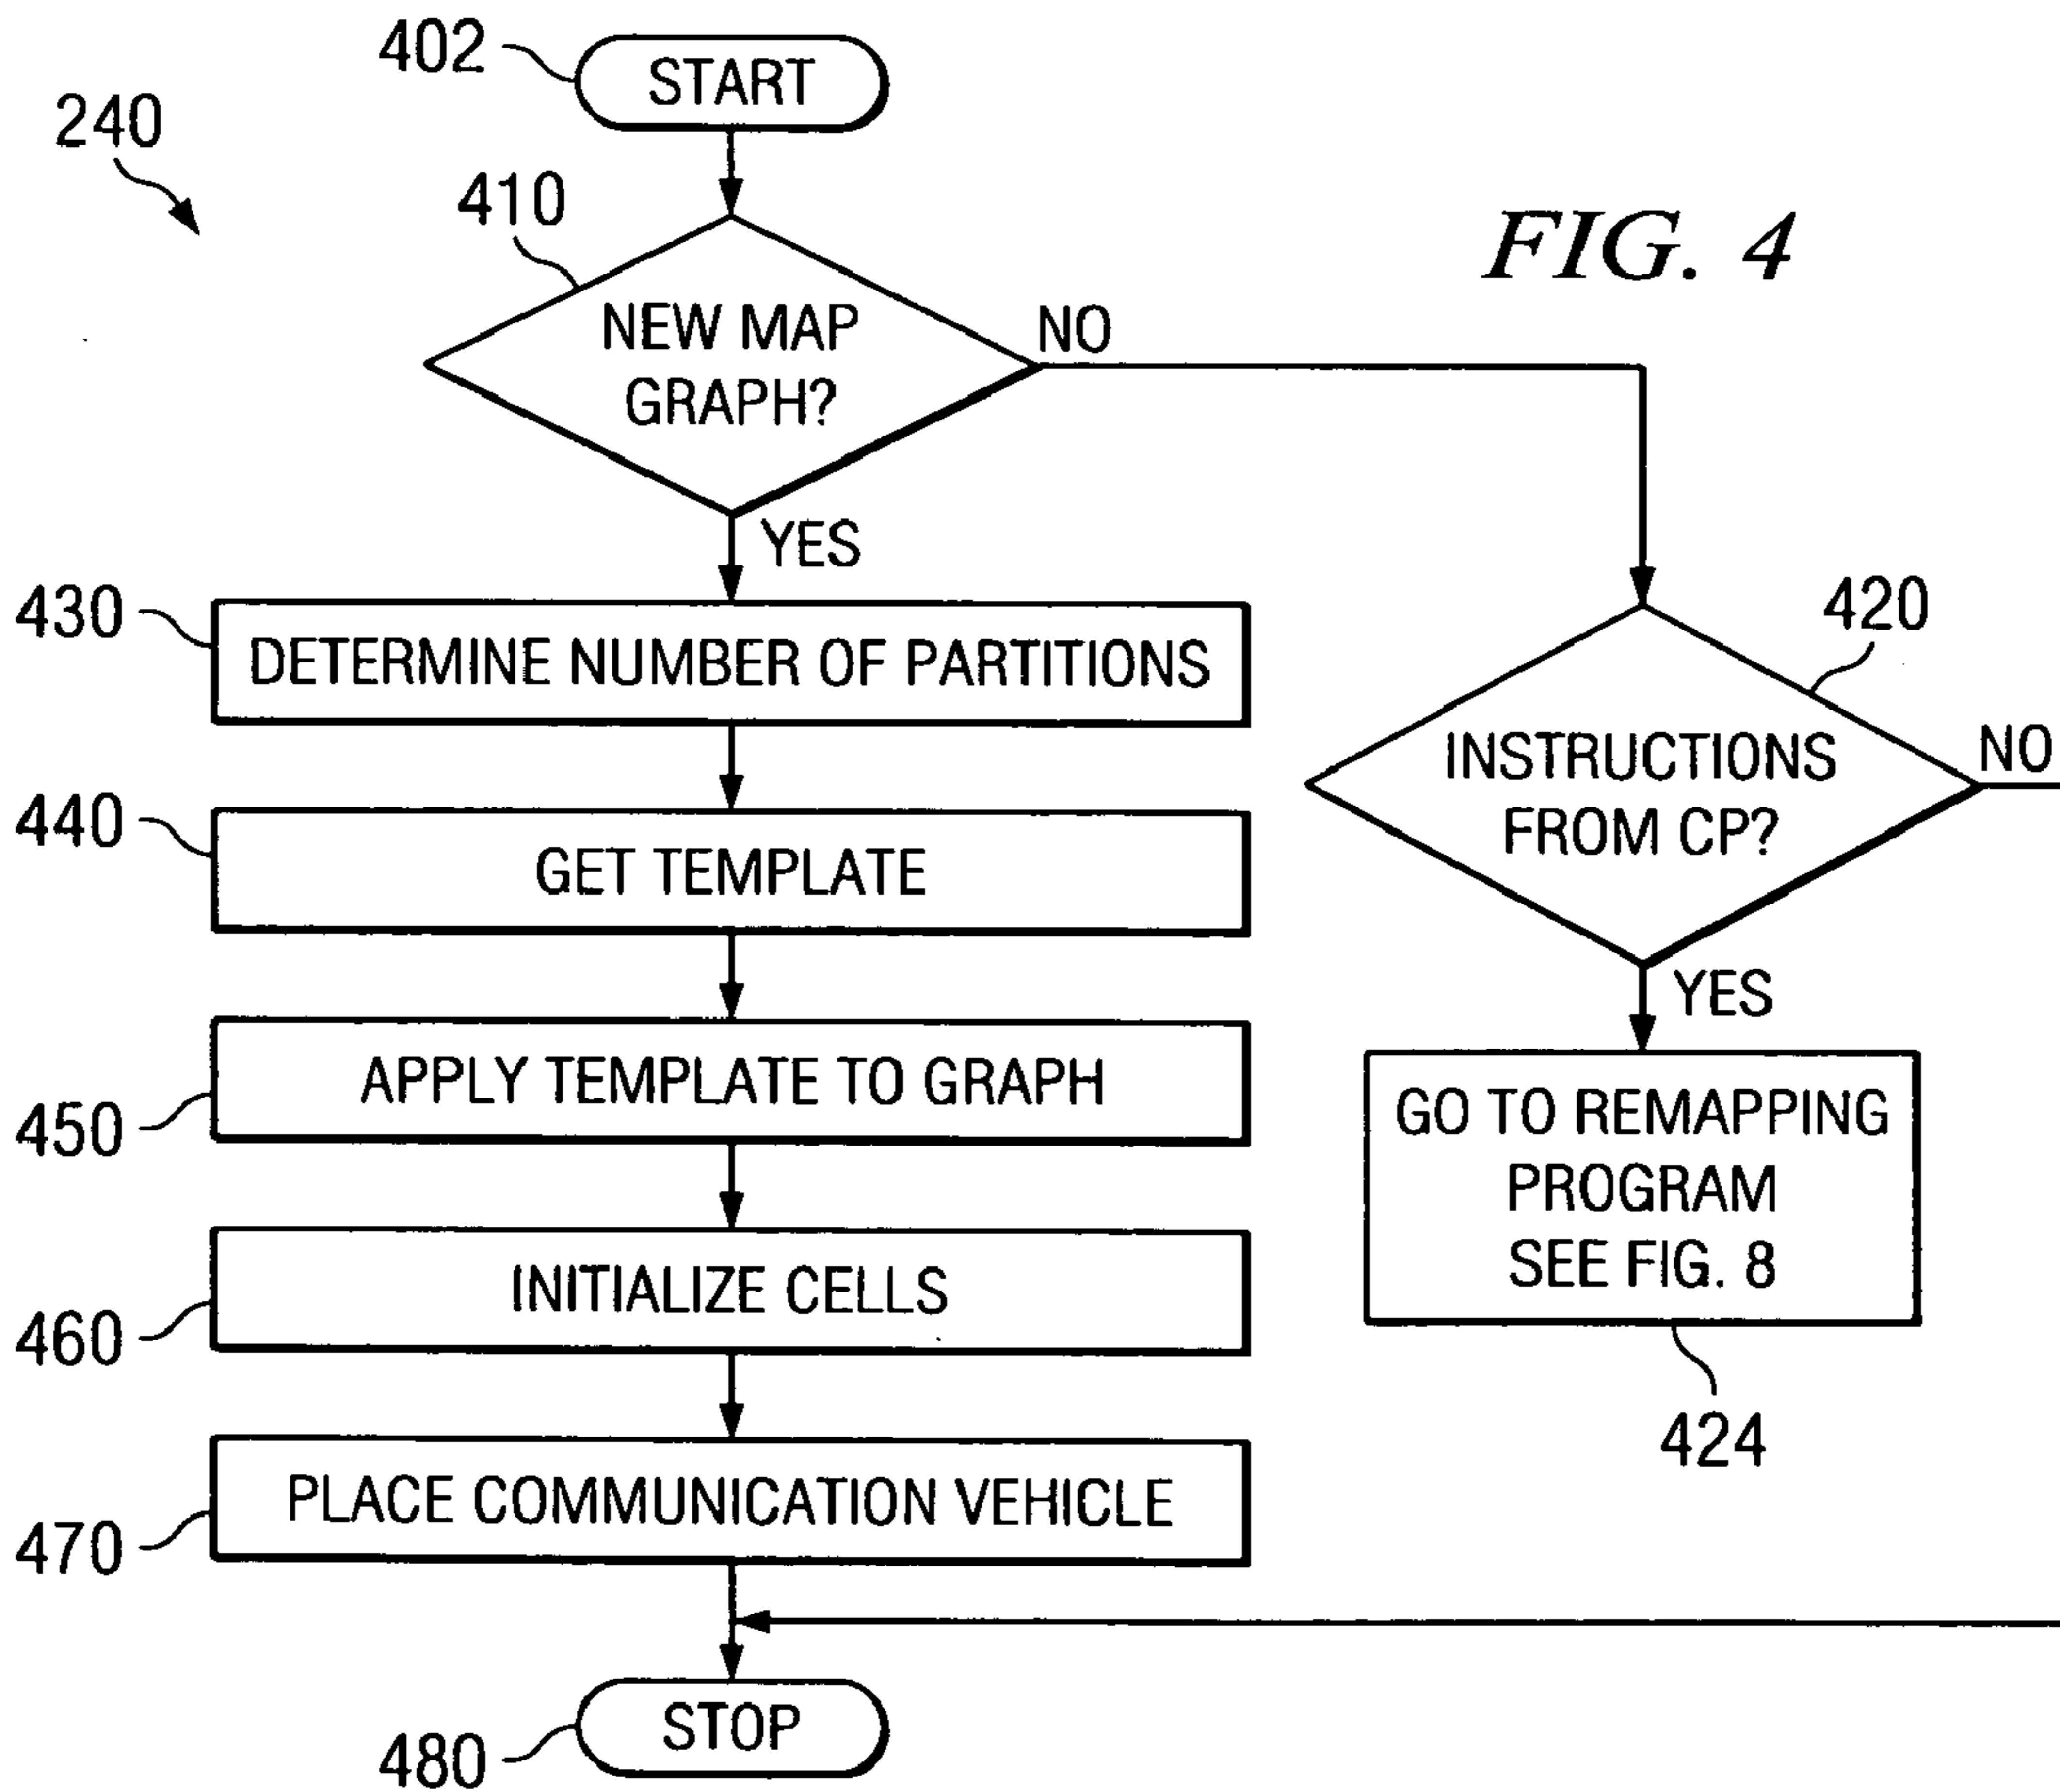 402
START
240
410
FIG. 4
NEW MAP
GRAPH?
NO
YES
430
DETERMINE NUMBER OF PARTITIONS
420
INSTRUCTIONS
FROM CP?
NO
440
GET TEMPLATE
YES
450
APPLY TEMPLATE TO GRAPH
GO TO REMAPPING
PROGRAM
SEE FIG. 8
424
460
INITIALIZE CELLS
470
PLACE COMMUNICATION VEHICLE
480
STOP